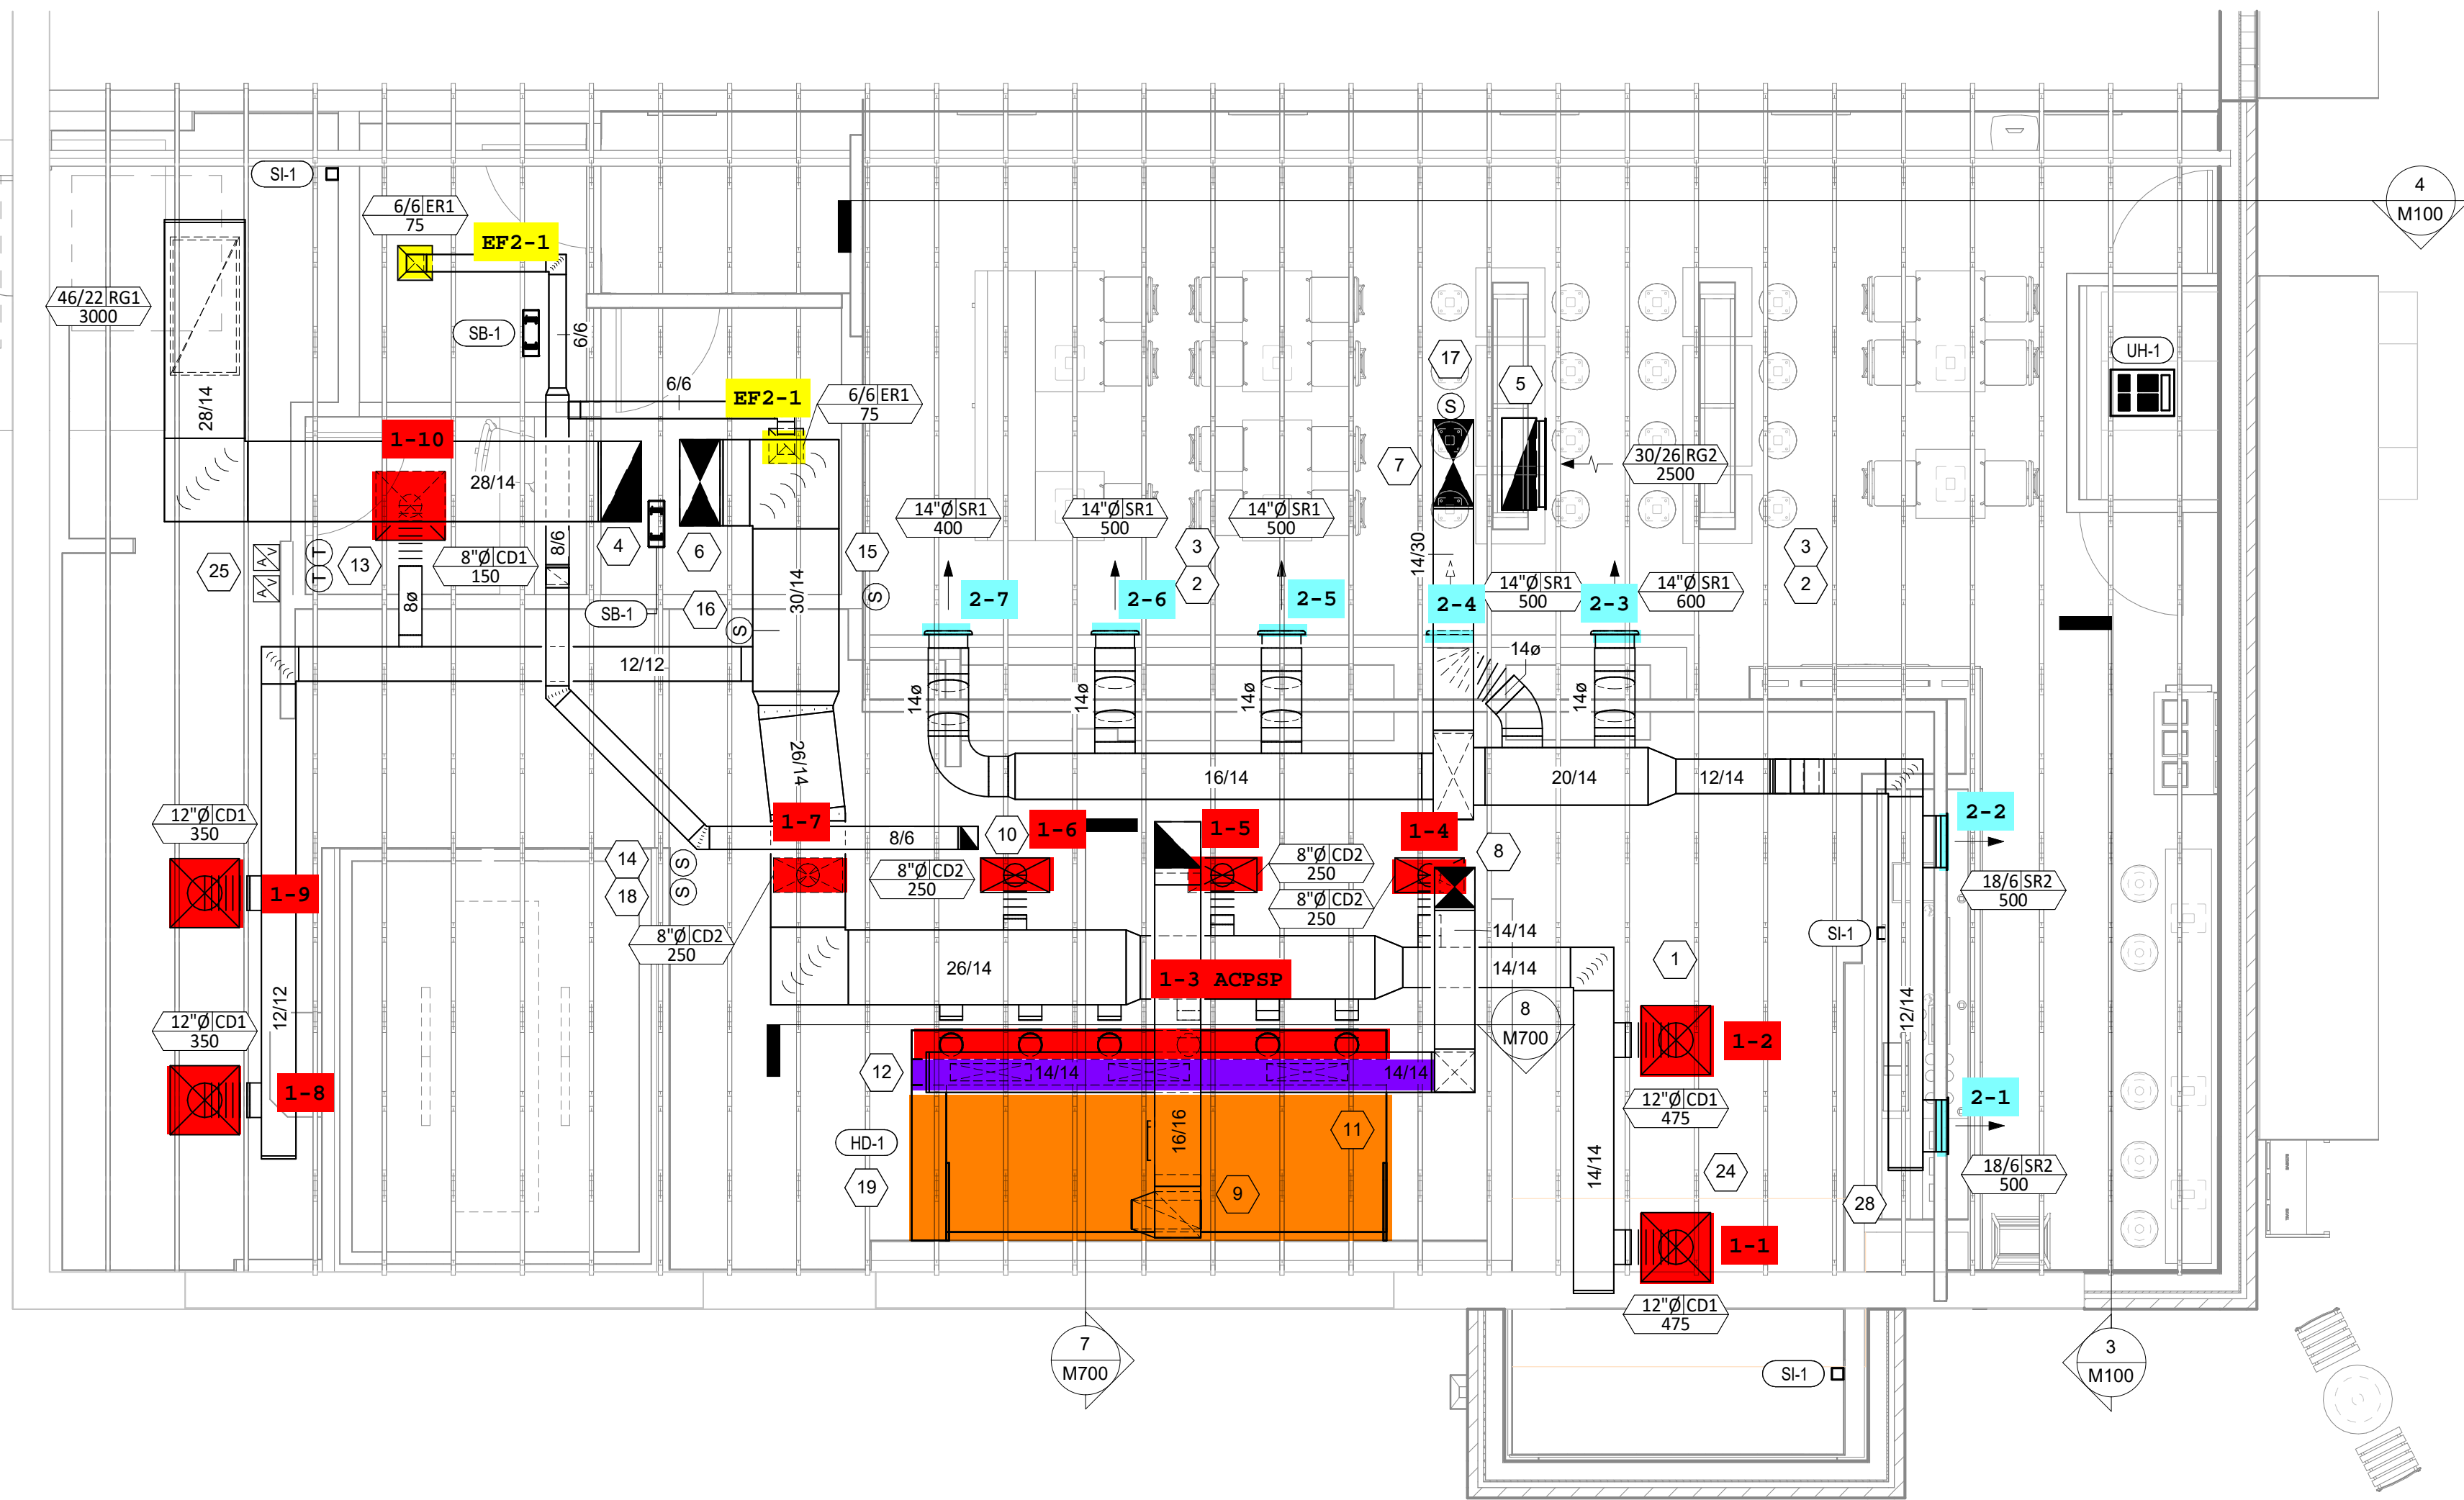 4
M100
SI-1
6/6 ER1
75
EF2-1
46/22 RG1
3000
SB-1
6/6
UH-1
17
5
6/6
EF2-1
6/6 ER1
75
28/14
S
1-10
28/14
7
30/26 RG2
2500
14"Ø SR1
400
14"Ø SR1
500
14"Ø SR1
500
25
A/V
A/V
T
T
13
8"Ø CD1
150
8/6
4
6
15
3
2
14/30
3
2
8ø
SB-1
16
30/14
S
S
2-7
2-6
2-5
2-4
14"Ø SR1
500
2-3
14"Ø SR1
600
12/12
14ø
14ø
14ø
14ø
14ø
26/14
16/14
20/14
12/14
12"Ø CD1
350
1-7
8/6
10
1-6
1-5
1-4
8
2-2
14
18
S
S
8"Ø CD2
250
8"Ø CD2
250
8"Ø CD2
250
1-9
18/6 SR2
500
8"Ø CD2
250
SI-1
14/14
26/14
14/14
1
1-3 ACPSP
12"Ø CD1
350
12/12
8
M700
1-2
12/14
12
14/14
14/14
1-8
12"Ø CD1
475
2-1
HD-1
16/16
11
14/14
19
9
24
18/6 SR2
500
28
1-1
12"Ø CD1
475
7
M700
SI-1
3
M100